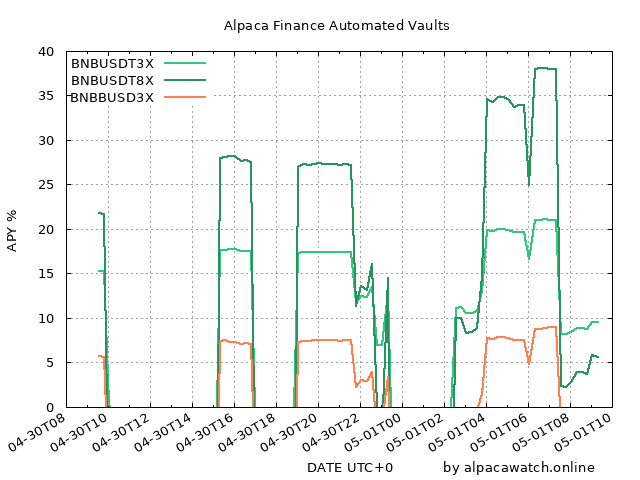 Alpaca Finance Automated Vaults
40
35
30
25
20
15
10
5
0
APY %
BNBUSDT3X
BNBUSDT8X
BNBBUSD3X
04-30T08
04-30T10
04-30T12
04-30T14
04-30T16
04-30T18
04-30T20
04-30T22
05-01T00
05-01T02
05-01T04
05-01T06
05-01T08
05-01T10
DATE UTC+0
by alpacawatch.online